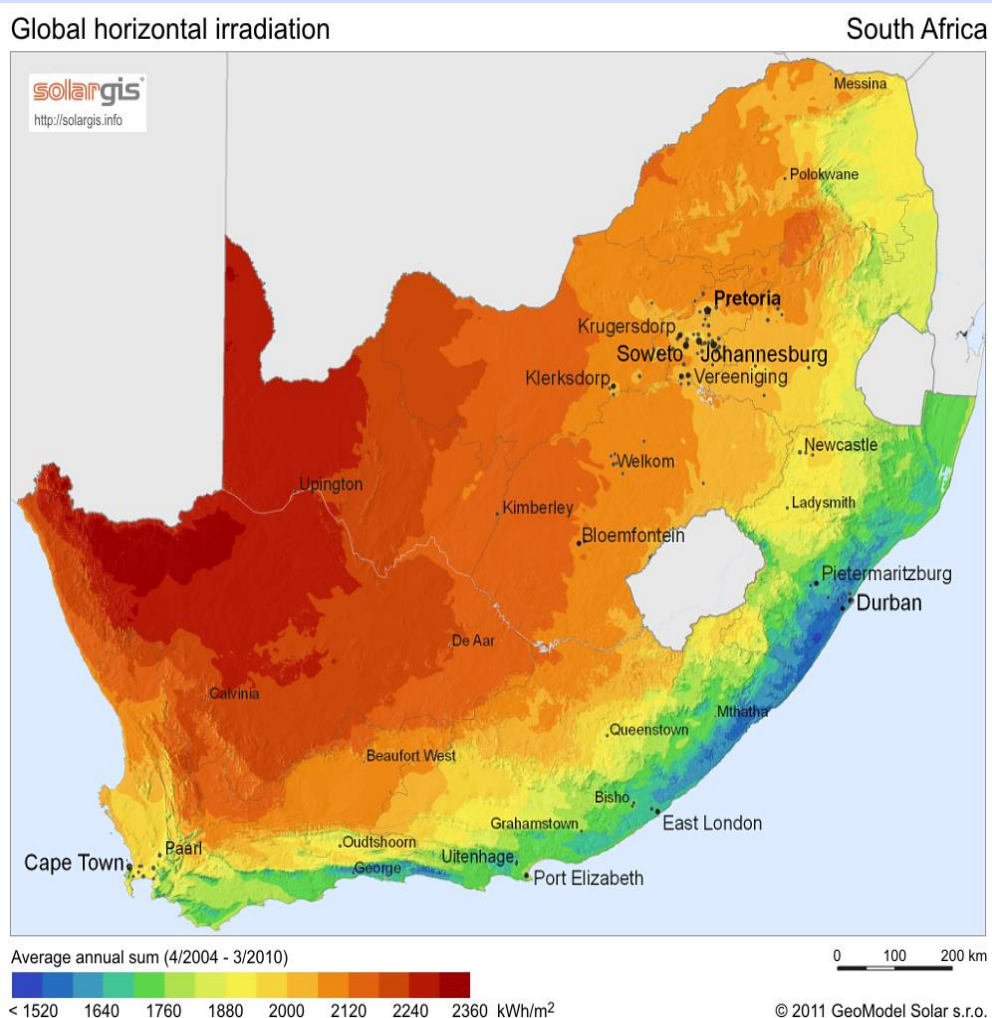 Global horizontal irradiation
South Africa
solargis
http://solargis.info
Messina
Polokwane
Pretoria
Krugersdorp
Soweto
Johannesburg
Klerksdorp
Vereeniging
Newcastle
Welkom
Upington
Ladysmith
Kimberley
Bloemfontein
Pietermaritzburg
Durban
De Aar
Calvinia
Mthatha
Queenstown
Beaufort West
Bisho
Grahamstown
East London
Oudtshoorn
Paarl
Uitenhage
Cape Town
George
Port Elizabeth
Average annual sum (4/2004 - 3/2010)
0 100 200 km
< 1520 1640 1760 1880 2000 2120 2240 2360 kWh/m²
© 2011 GeoModel Solar s.r.o.